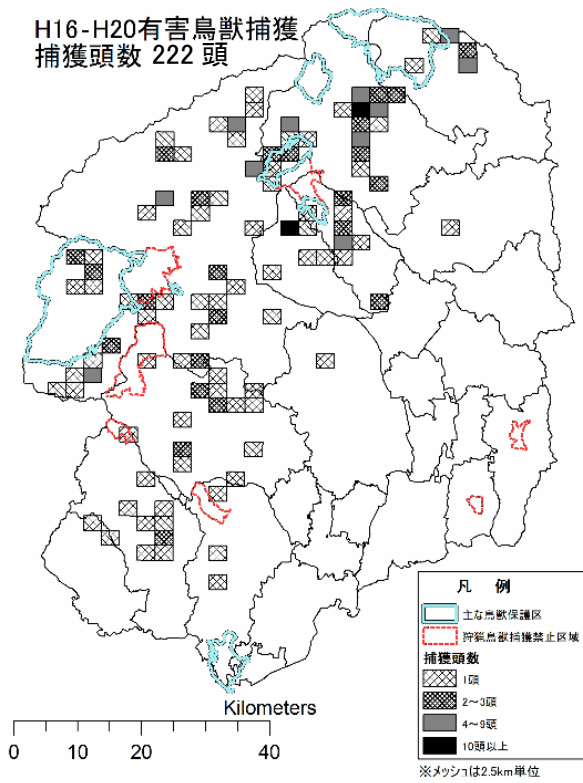 H16-H20有害鳥獣捕獲
捕獲頭数 222 頭
凡 例
主な鳥獣保護区
狩猟鳥獣捕獲禁止区域
捕獲頭数
1頭
2～3頭
4～9頭
10頭以上
※メッシュは2.5km単位
Kilometers
0 10 20 40